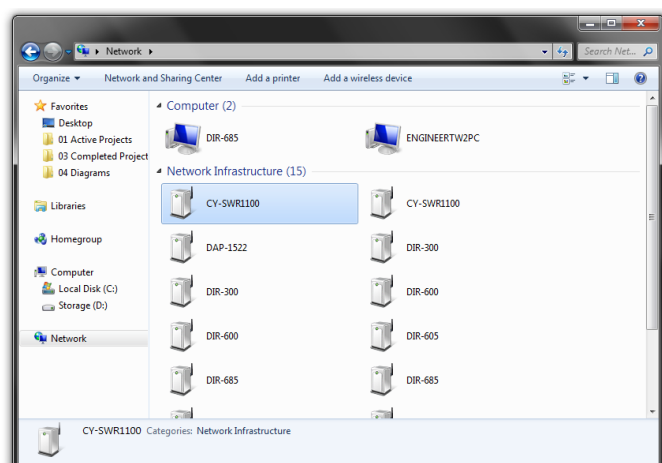 Network
Search Net...
Organize Network and Sharing Center Add a printer Add a wireless device
Favorites
Desktop
01 Active Projects
03 Completed Project
04 Diagrams
Libraries
Homegroup
Computer
Local Disk (C:)
Storage (D:)
Network
Computer (2)
DIR-685 ENGINEERTW2PC
Network Infrastructure (15)
CY-SWR1100 CY-SWR1100
DAP-1522 DIR-300
DIR-300 DIR-600
DIR-600 DIR-605
DIR-685 DIR-685
CY-SWR1100 Categories: Network Infrastructure